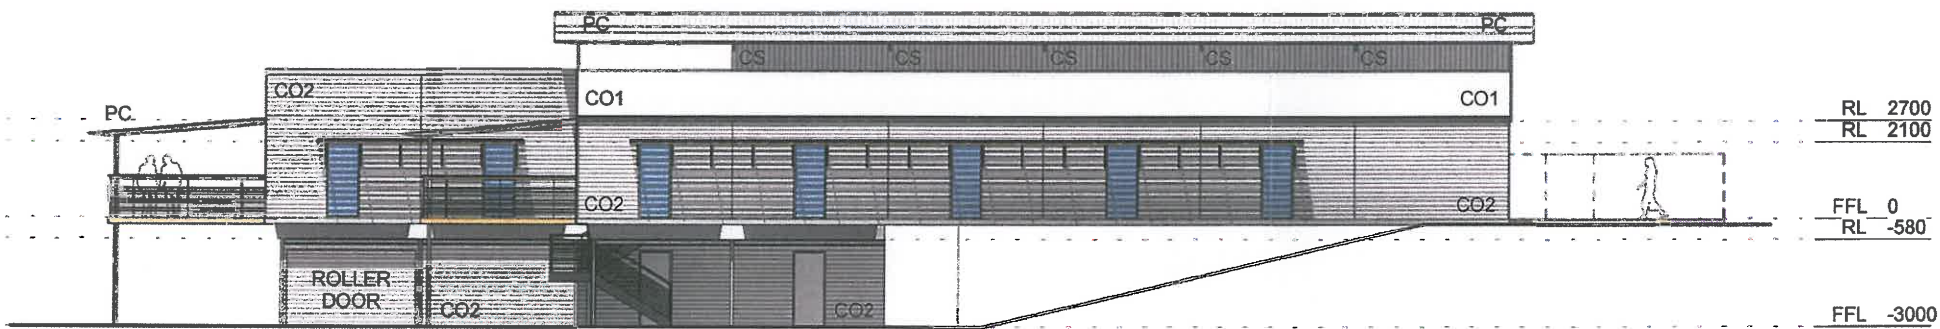 PC PC
CS CS CS CS CS
CO2
CO1 CO1
PC
RL 2700
RL 2100
CO2 CO2
FFL 0
RL -580
ROLLER
DOOR
CO2 CO2
FFL -3000